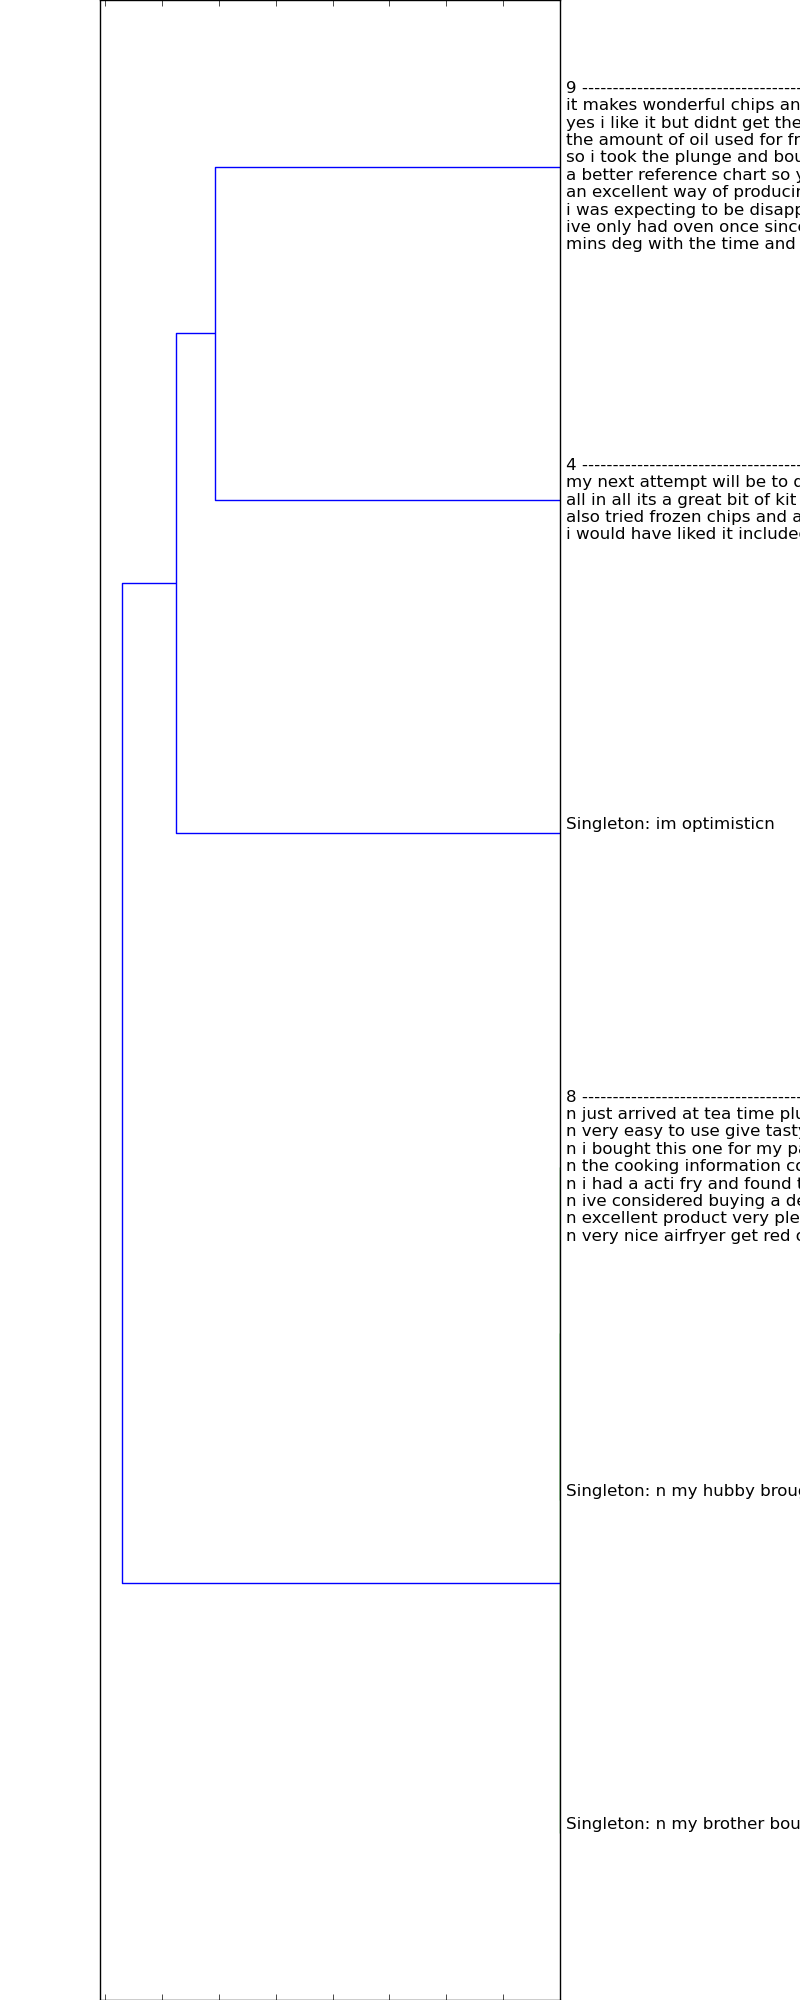 9 ------------------------------------
it makes wonderful chips an
yes i like it but didnt get the
the amount of oil used for fr
so i took the plunge and bou
a better reference chart so y
an excellent way of producin
i was expecting to be disapp
ive only had oven once since
mins deg with the time and
4 ------------------------------------
my next attempt will be to d
all in all its a great bit of kit
also tried frozen chips and a
i would have liked it include
Singleton: im optimisticn
8 ------------------------------------
n just arrived at tea time plu
n very easy to use give tasty
n i bought this one for my pa
n the cooking information co
n i had a acti fry and found t
n ive considered buying a de
n excellent product very ple
n very nice airfryer get red o
Singleton: n my hubby broug
Singleton: n my brother bou